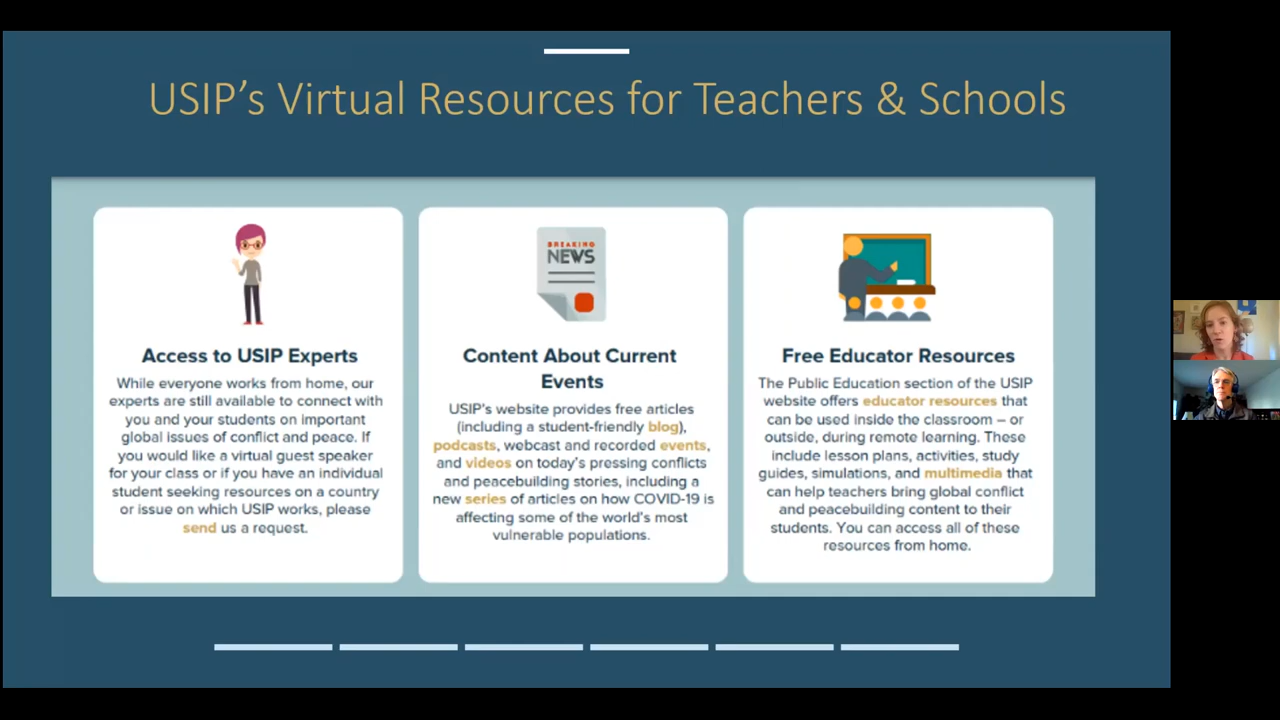 USIP's Virtual Resources for Teachers & Schools
Access to USIP Experts
While everyone works from home, our
experts are still available to connect with
you and your students on important
global issues of conflict and peace. If
you would like a virtual guest speaker
for your class or if you have an individual
student seeking resources on a country
or issue on which USIP works, please
send us a request.
BREAKING
NEWS
Content About Current
Events
USIP's website provides free articles
(including a student-friendly blog),
podcasts, webcast and recorded events,
and videos on today's pressing conflicts
and peacebuilding stories, including a
new series of articles on how COVID-19 is
affecting some of the world's most
vulnerable populations.
Free Educator Resources
The Public Education section of the USIP
website offers educator resources that
can be used inside the classroom – or
outside, during remote learning. These
include lesson plans, activities, study
guides, simulations, and multimedia that
can help teachers bring global conflict
and peacebuilding content to their
students. You can access all of these
resources from home.